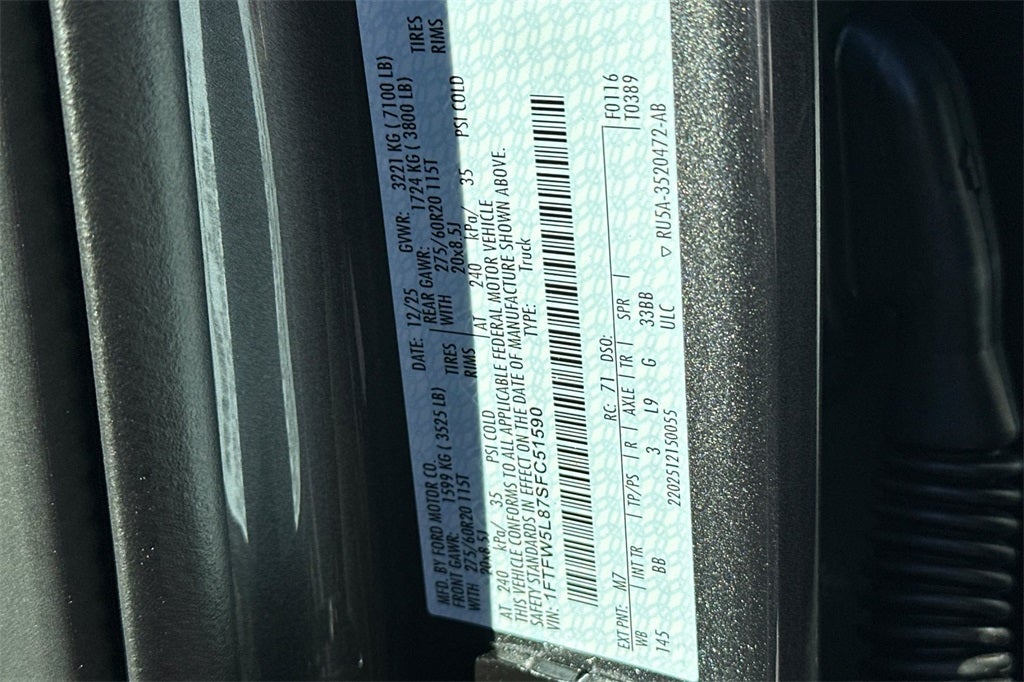 MFD. BY FORD MOTOR CO.
DATE: 12/25 GVWR: 3221 KG ( 7100 LB)
FRONT GAWR: 1599 KG ( 3525 LB) REAR GAWR: 1724 KG ( 3800 LB)
WITH 275/60R20 115T TIRES WITH 275/60R20 115T TIRES
20x8.5J RIMS 20x8.5J RIMS
AT 240 kPa/ 35 PSI COLD AT 240 kPa/ 35 PSI COLD
THIS VEHICLE CONFORMS TO ALL APPLICABLE FEDERAL MOTOR VEHICLE
SAFETY STANDARDS IN EFFECT ON THE DATE OF MANUFACTURE SHOWN ABOVE.
VIN: 1FTFW5L87SFC51590 TYPE: Truck
F0116
EXT PNT: M7 RC: 71 DSO: T0389
WB INT TR TP/PS R AXLE TR SPR
145 BB 3 L9 G 33BB
ULC
2202512150055 RU5A-3520472-AB